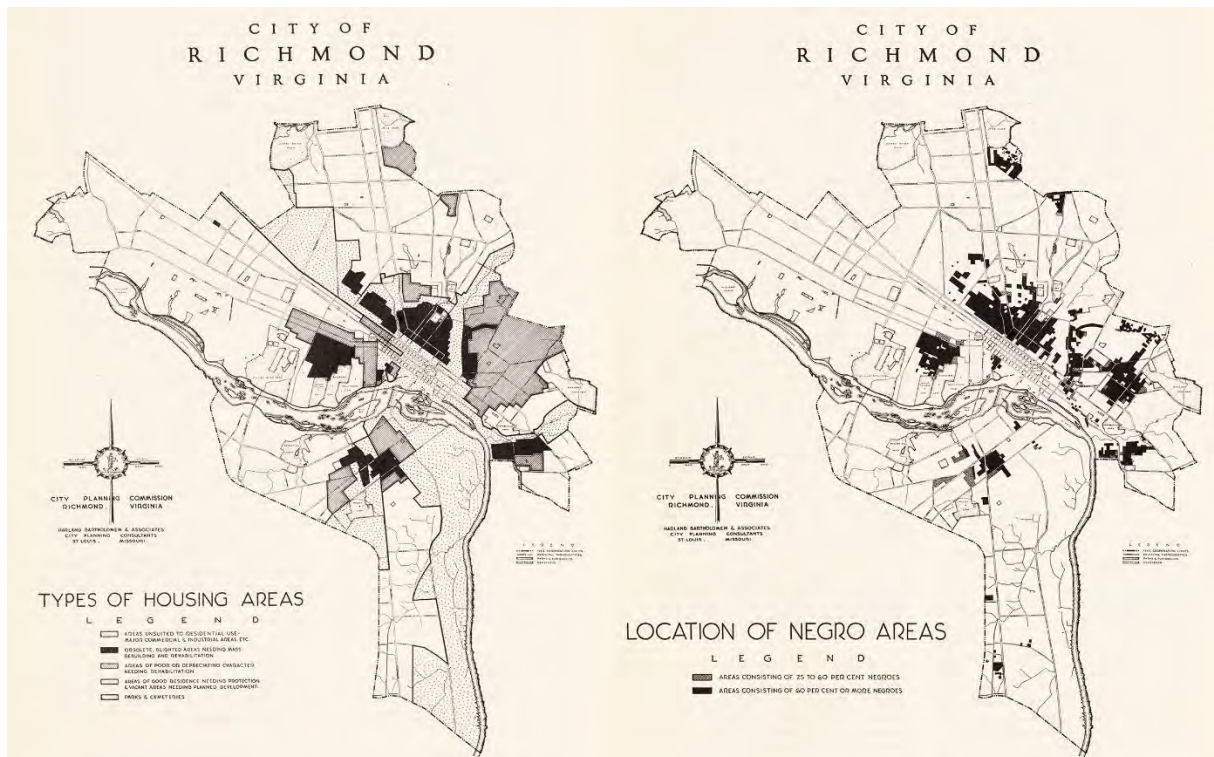 CITY OF
RICHMOND
VIRGINIA
CITY PLANNING COMMISSION
RICHMOND, VIRGINIA
HARLAND BARTHOLOMEW & ASSOCIATES
CITY PLANNING CONSULTANTS
ST. LOUIS, MISSOURI.
LEGEND
TYPES OF HOUSING AREAS
LEGEND
AREAS UNSUITED TO RESIDENTIAL USE-
MAJOR COMMERCIAL & INDUSTRIAL AREAS, ETC.
OBSOLETE, BLIGHTED AREAS NEEDING MASS
REBUILDING AND REHABILITATION
AREAS OF POOR OR DEPRECIATING CHARACTER
NEEDING REHABILITATION
AREAS OF GOOD RESIDENCE NEEDING PROTECTION
& VACANT AREAS NEEDING PLANNED DEVELOPMENT
PARKS & CEMETERIES
CITY OF
RICHMOND
VIRGINIA
CITY PLANNING COMMISSION
RICHMOND, VIRGINIA
HARLAND BARTHOLOMEW & ASSOCIATES
CITY PLANNING CONSULTANTS
ST. LOUIS, MISSOURI.
LEGEND
LOCATION OF NEGRO AREAS
LEGEND
AREAS CONSISTING OF 25 TO 60 PER CENT NEGROES
AREAS CONSISTING OF 60 PER CENT OR MORE NEGROES